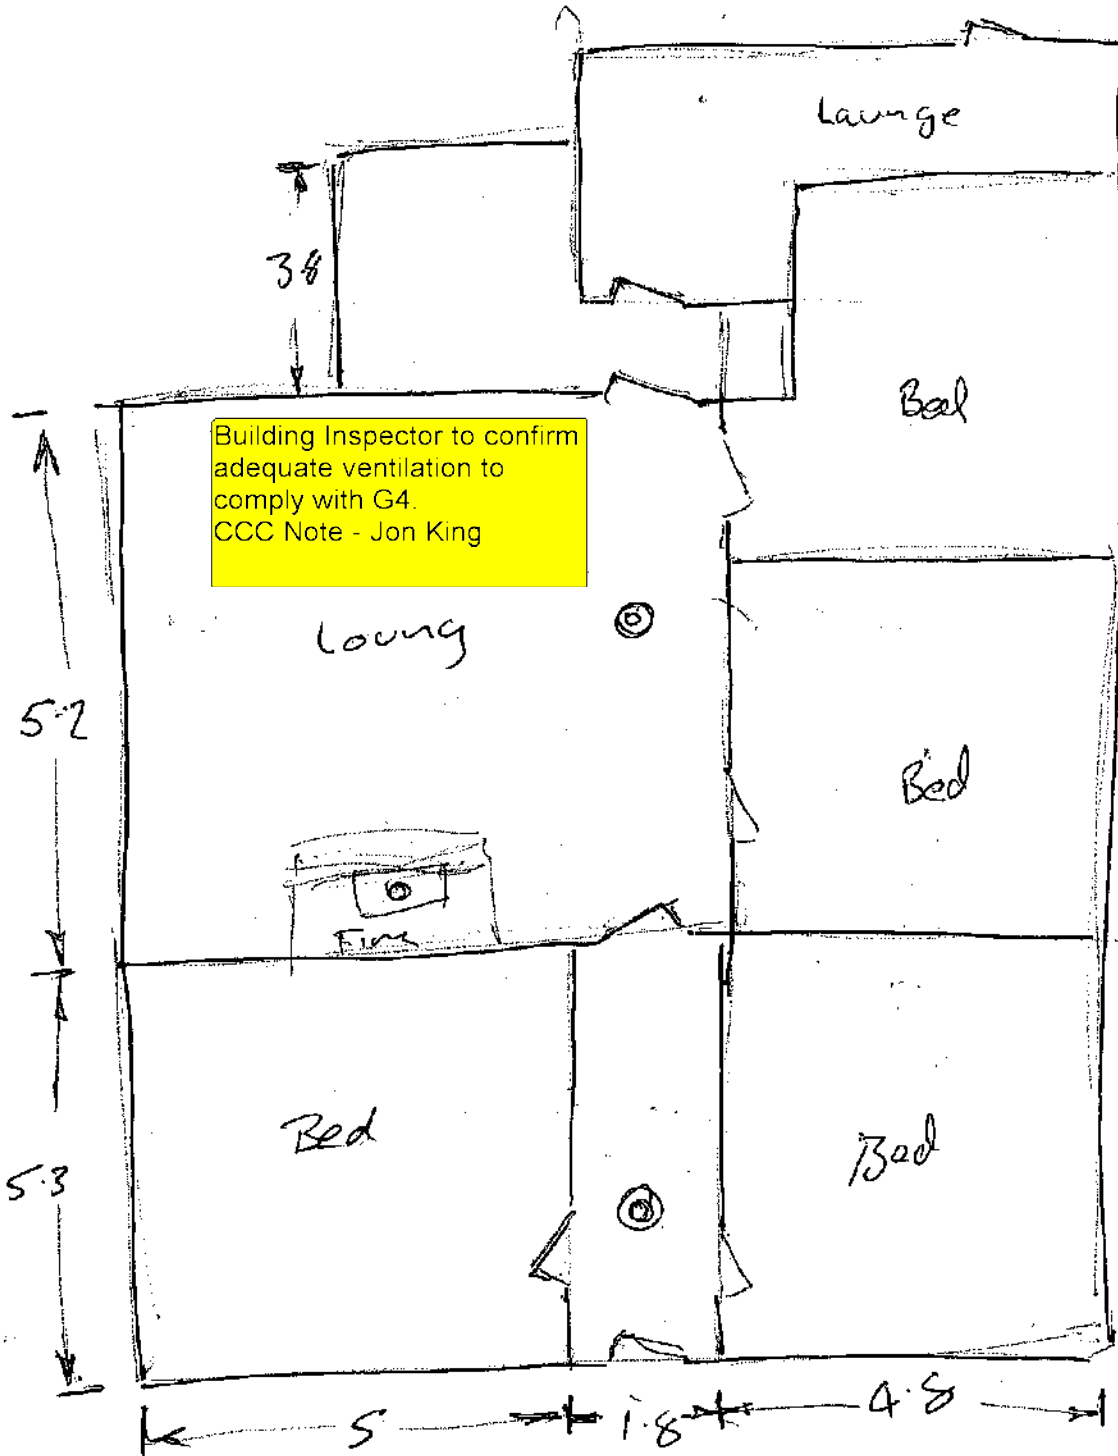 Lounge
3.8
Bed
Building Inspector to confirm
adequate ventilation to
comply with G4.
CCC Note - Jon King
Loung
5.2
Bed
Fire
Bed
Bed
5.3
5
1.8
4.8